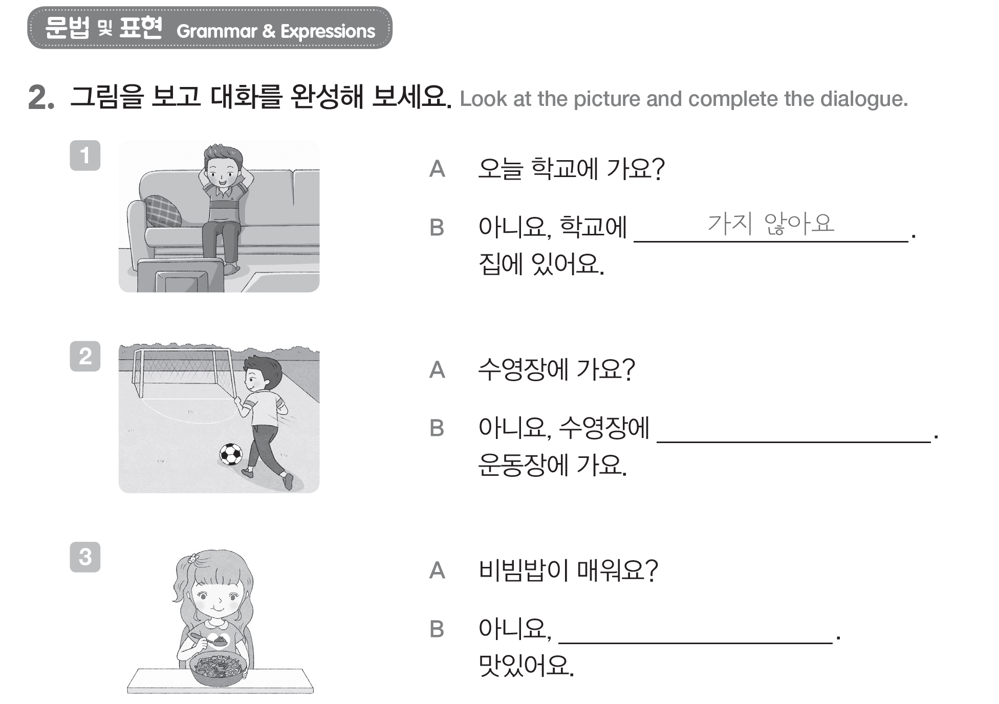 문법 및 표현 Grammar & Expressions
2. 그림을 보고 대화를 완성해 보세요. Look at the picture and complete the dialogue.
1
A 오늘 학교에 가요?
B 아니요, 학교에 가지 않아요.
집에 있어요.
2
A 수영장에 가요?
B 아니요, 수영장에 ____________.
운동장에 가요.
3
A 비빔밥이 매워요?
B 아니요, ____________.
맛있어요.